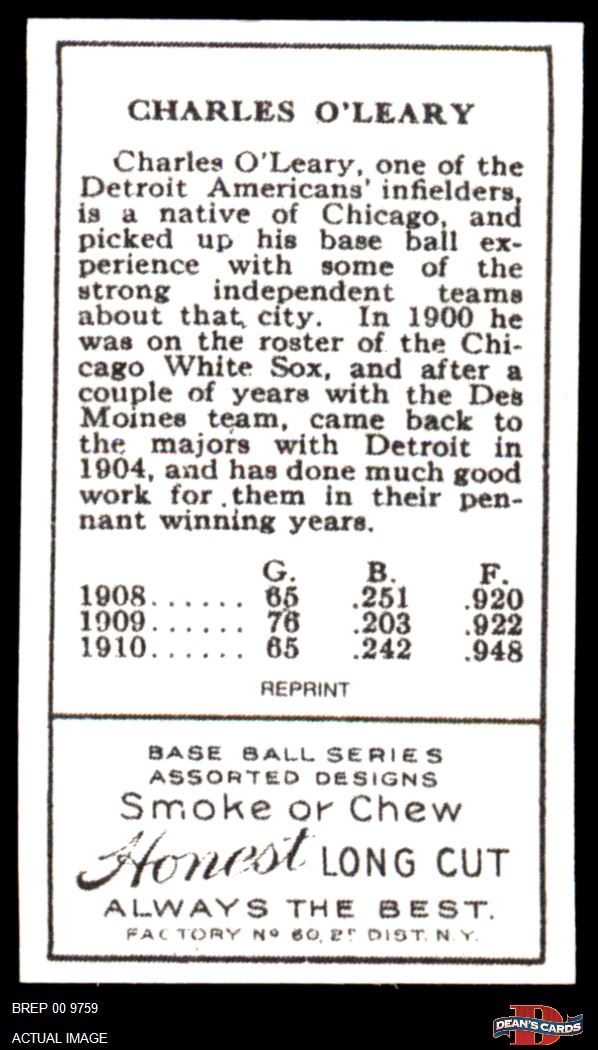 CHARLES O'LEARY
Charles O'Leary, one of the
Detroit Americans' infielders,
is a native of Chicago, and
picked up his base ball ex-
perience with some of the
strong independent teams
about that city. In 1900 he
was on the roster of the Chi-
cago White Sox, and after a
couple of years with the Des
Moines team, came back to
the majors with Detroit in
1904, and has done much good
work for them in their pen-
nant winning years.
G. B. F.
1908...... 65 .251 .920
1909...... 76 .203 .922
1910...... 65 .242 .948
REPRINT
BASE BALL SERIES
ASSORTED DESIGNS
Smoke or Chew
Honest LONG CUT
ALWAYS THE BEST.
FACTORY Nº 60, 2ᴰ DIST. N.Y.
BREP 00 9759
ACTUAL IMAGE
D
DEAN'S CARDS